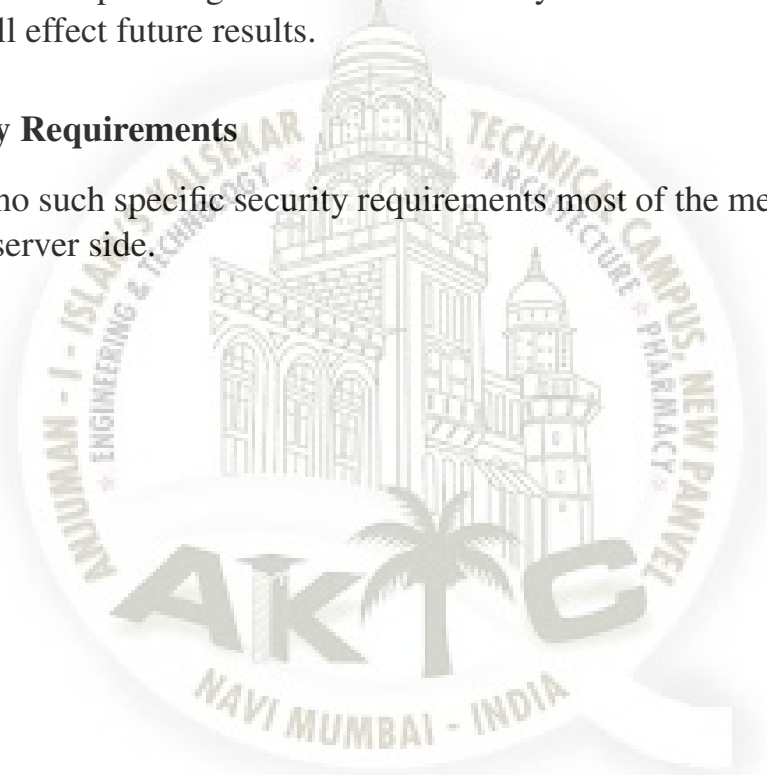 ll effect future results.
y Requirements
no such specific security requirements most of the me
server side.
ANJUMAN - I - ISLAM'S KALSEKAR TECHNICAL CAMPUS, NEW PANVEL
ENGINEERING & TECHNOLOGY * ARCHITECTURE * PHARMACY *
AKTC
NAVI MUMBAI - INDIA